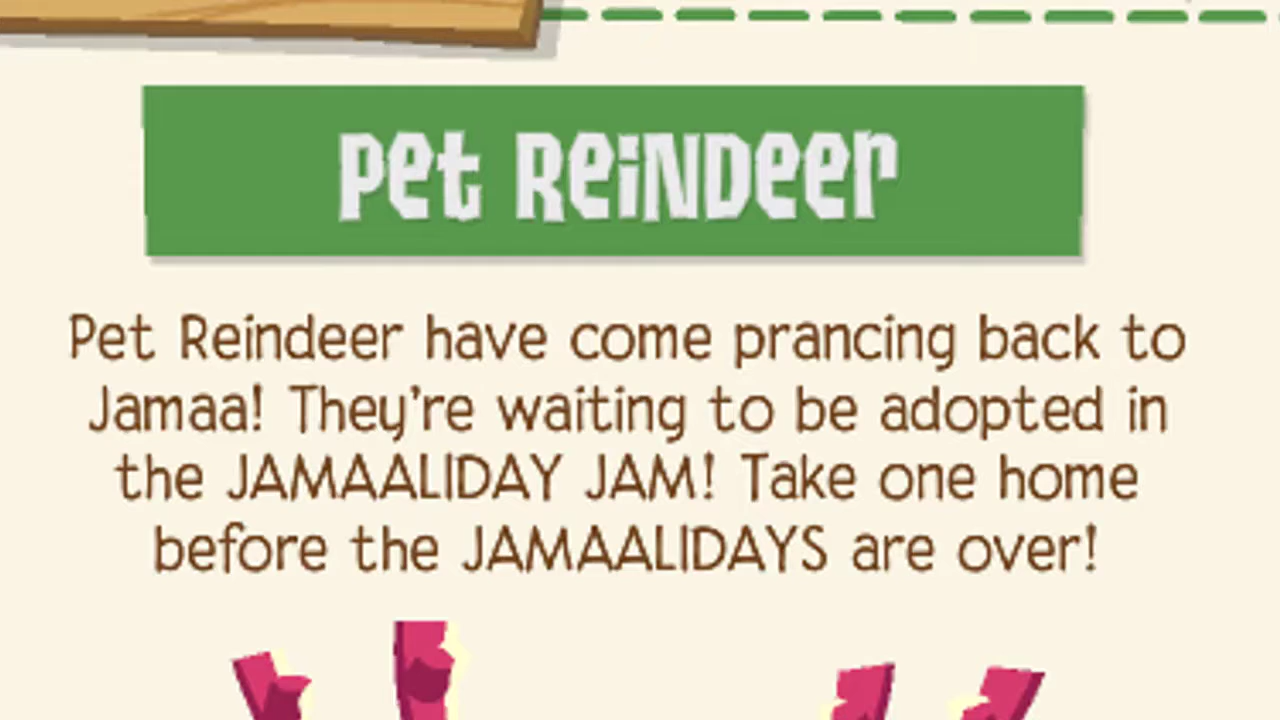 Pet Reindeer
Pet Reindeer have come prancing back to
Jamaa! They're waiting to be adopted in
the JAMAALIDAY JAM! Take one home
before the JAMAALIDAYS are over!